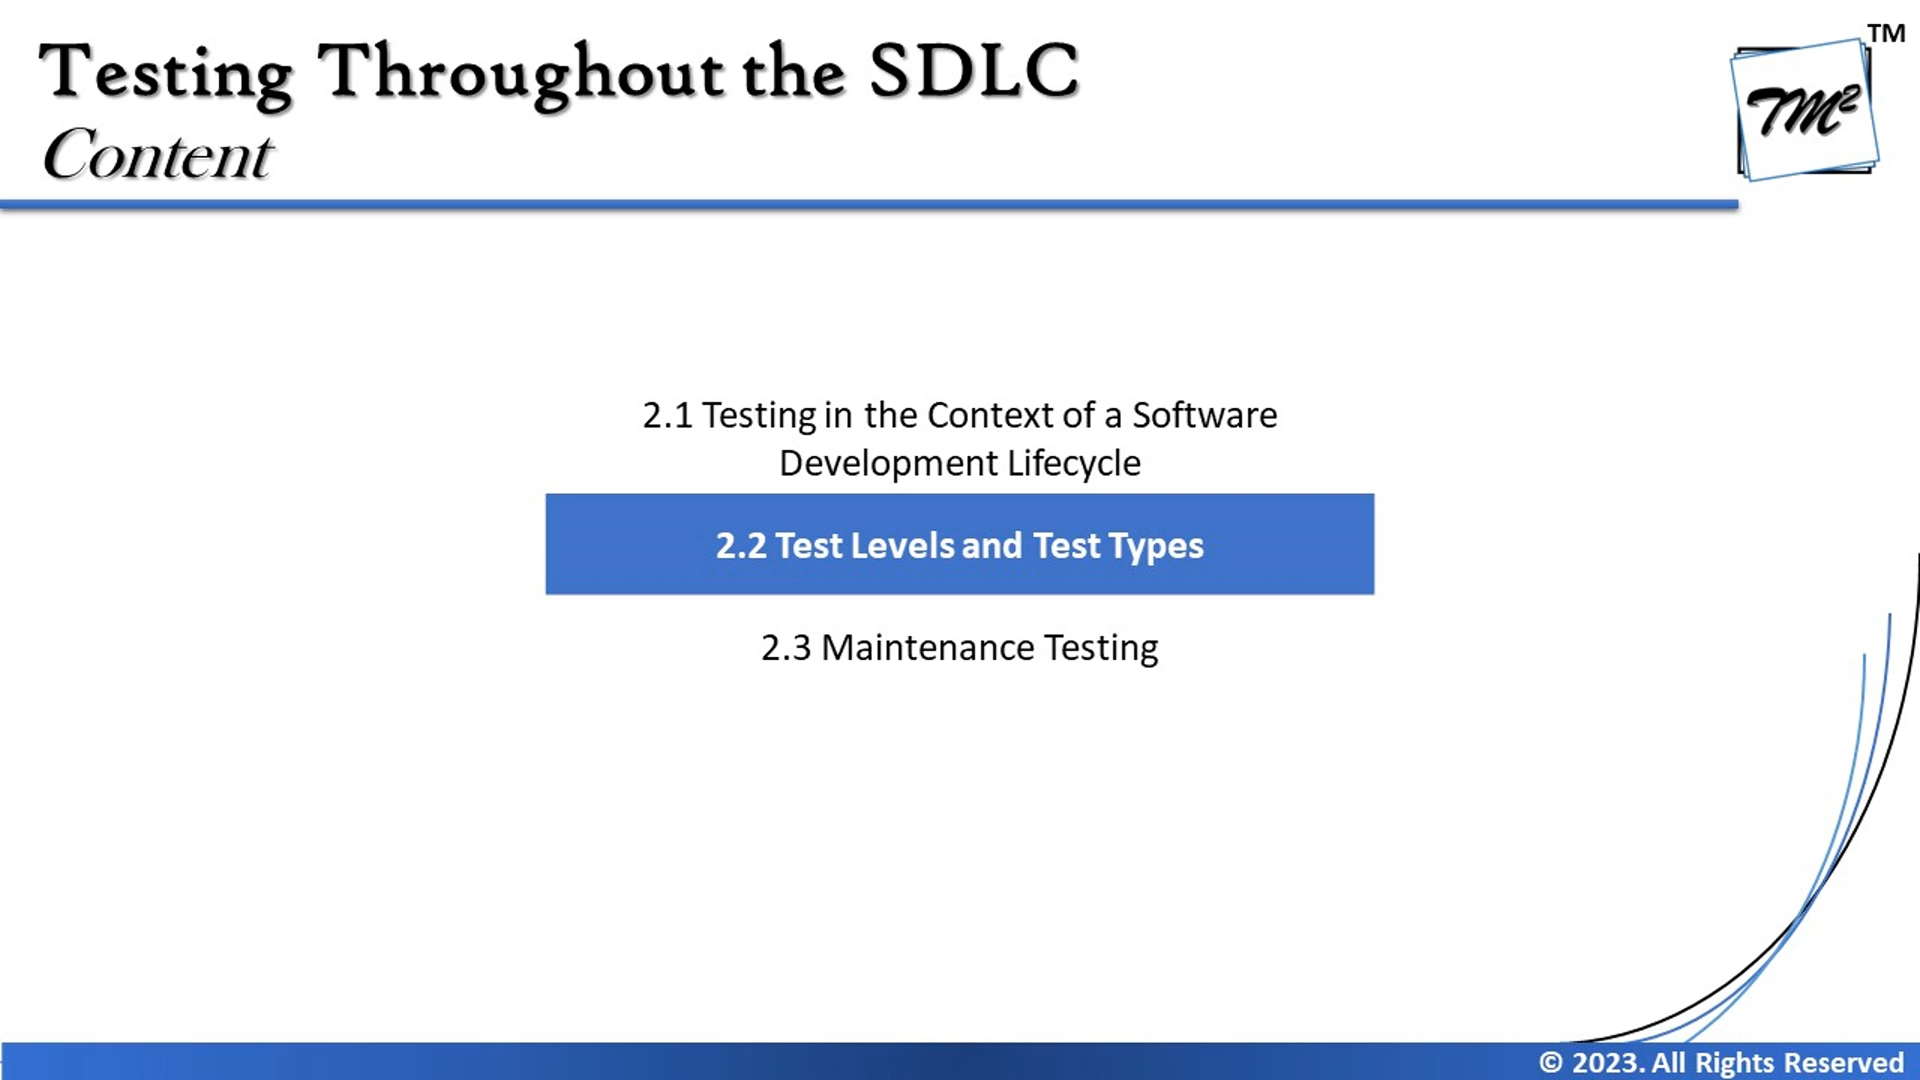 Testing Throughout the SDLC
TM
Content
TM²
2.1 Testing in the Context of a Software
Development Lifecycle
2.2 Test Levels and Test Types
2.3 Maintenance Testing
© 2023. All Rights Reserved